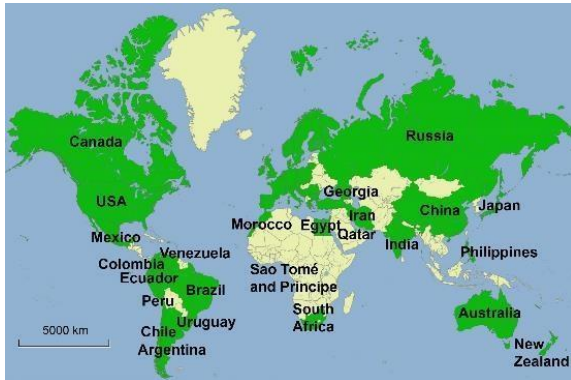 Canada
Russia
USA
Georgia
China
Japan
Iran
Morocco
Egypt
Qatar
India
Mexico
Philippines
Venezuela
Colombia
Ecuador
Sao Tomé
and Principe
Brazil
Peru
South
Africa
Australia
Uruguay
5000 km
Chile
Argentina
New
Zealand